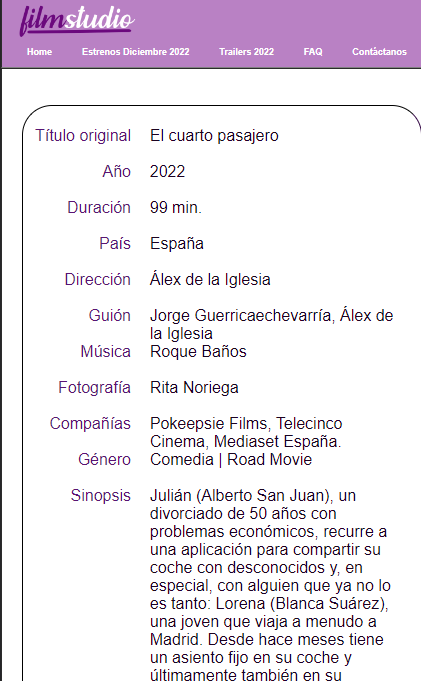 filmstudio
Home Estrenos Diciembre 2022 Trailers 2022 FAQ Contáctanos
Título original El cuarto pasajero
Año 2022
Duración 99 min.
País España
Dirección Álex de la Iglesia
Guión Jorge Guerricaechevarría, Álex de
la Iglesia
Música Roque Baños
Fotografía Rita Noriega
Compañías Pokeepsie Films, Telecinco
Cinema, Mediaset España.
Género Comedia | Road Movie
Sinopsis Julián (Alberto San Juan), un
divorciado de 50 años con
problemas económicos, recurre a
una aplicación para compartir su
coche con desconocidos y, en
especial, con alguien que ya no lo
es tanto: Lorena (Blanca Suárez),
una joven que viaja a menudo a
Madrid. Desde hace meses tiene
un asiento fijo en su coche y
últimamente también en su